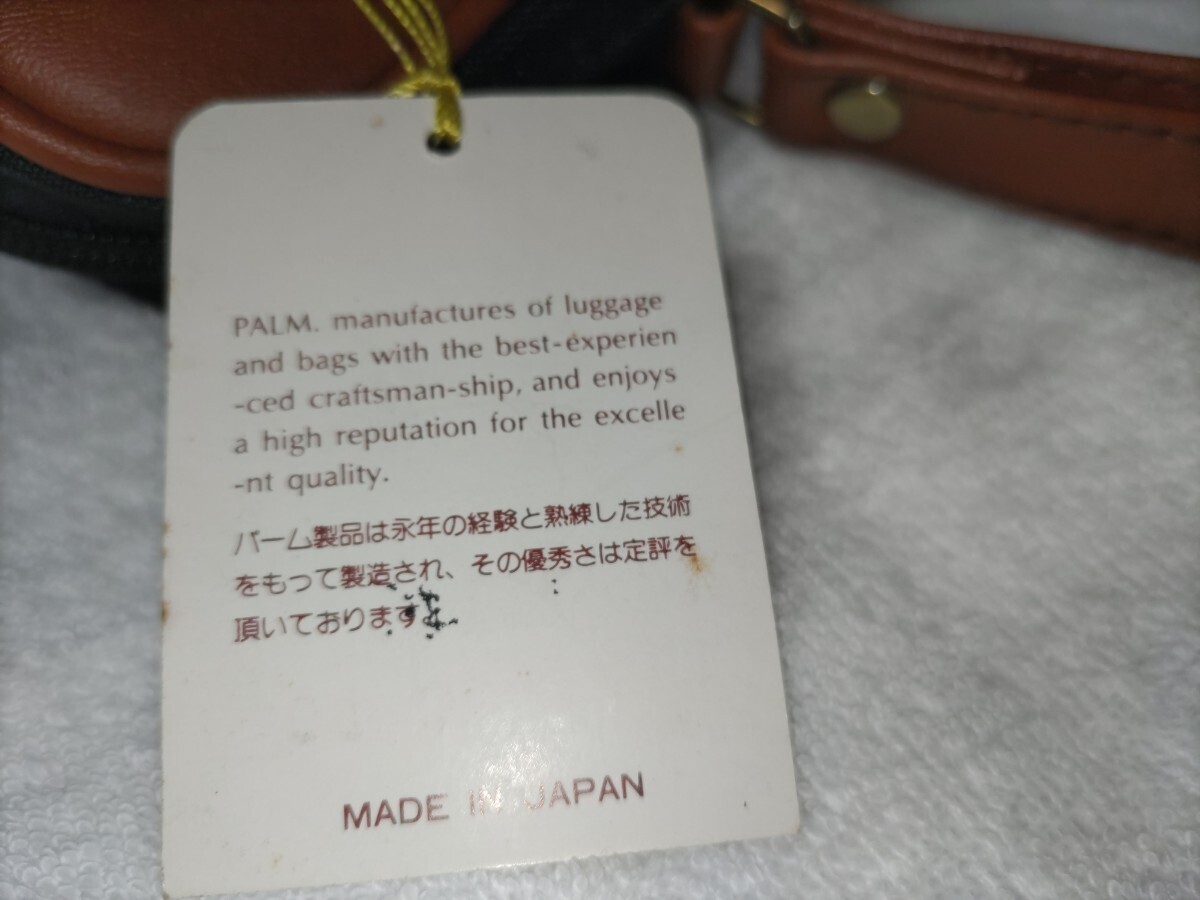 PALM. manufactures of luggage
and bags with the best-experien
-ced craftsman-ship, and enjoys
a high reputation for the excelle
-nt quality.
パーム製品は永年の経験と熟練した技術
をもって製造され、その優秀さは定評を
頂いております。
MADE IN JAPAN